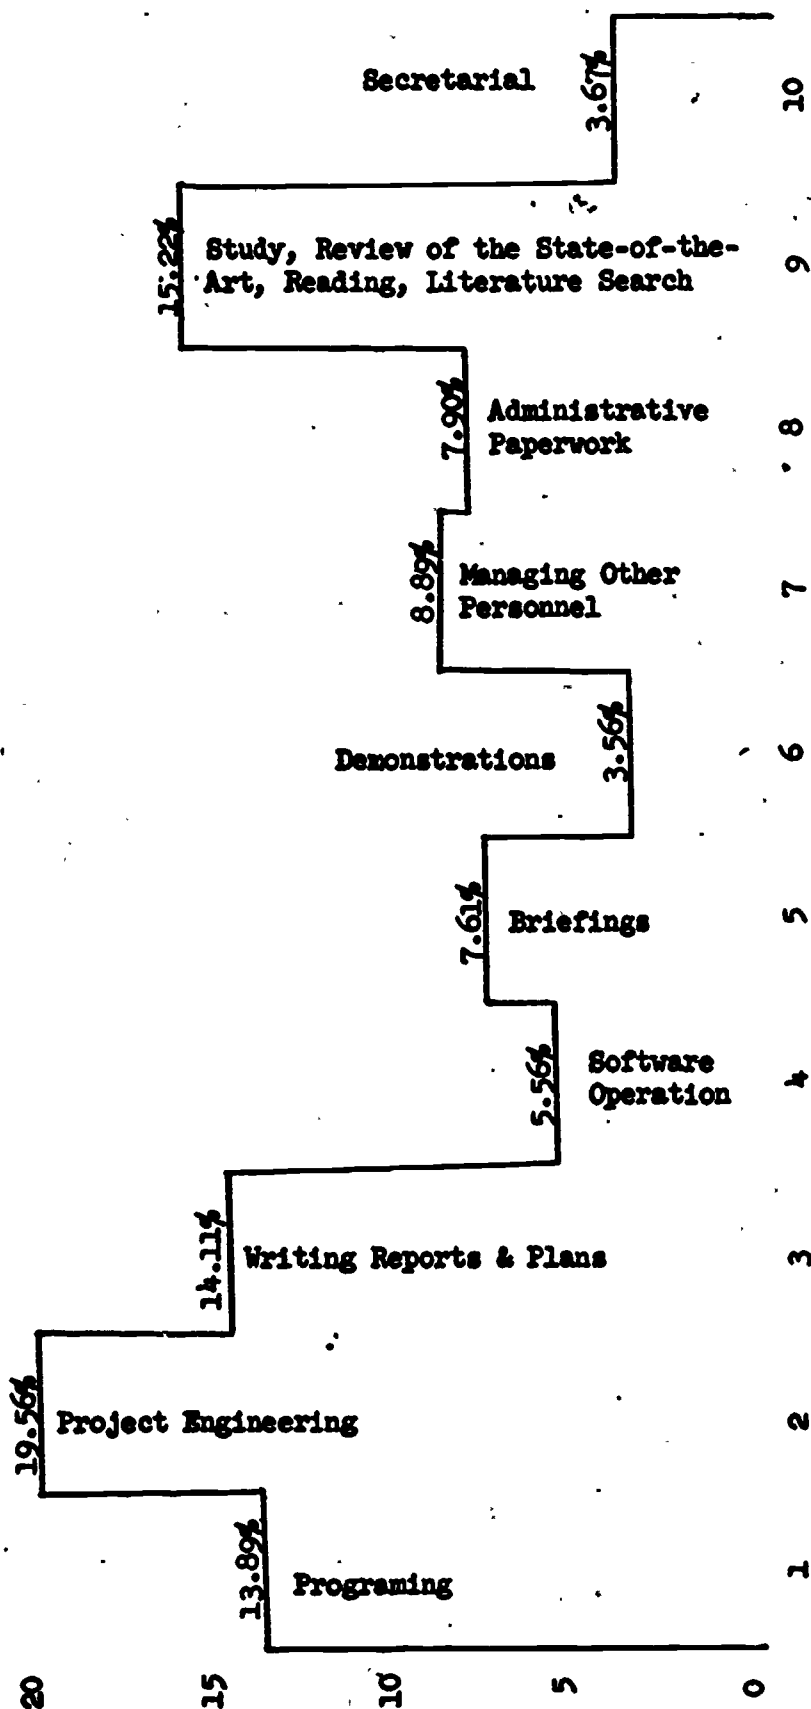 Secretarial
3.67%
10
15.22%
Study, Review of the State-of-the-
Art, Reading, Literature Search
9
7.90%
Administrative
Paperwork
8
8.89%
Managing Other
Personnel
7
Demonstrations
3.56%
6
7.61%
Briefings
5
5.56%
Software
Operation
4
14.11%
Writing Reports & Plans
3
19.56%
Project Engineering
2
13.89%
Programing
1
20
15
10
5
0